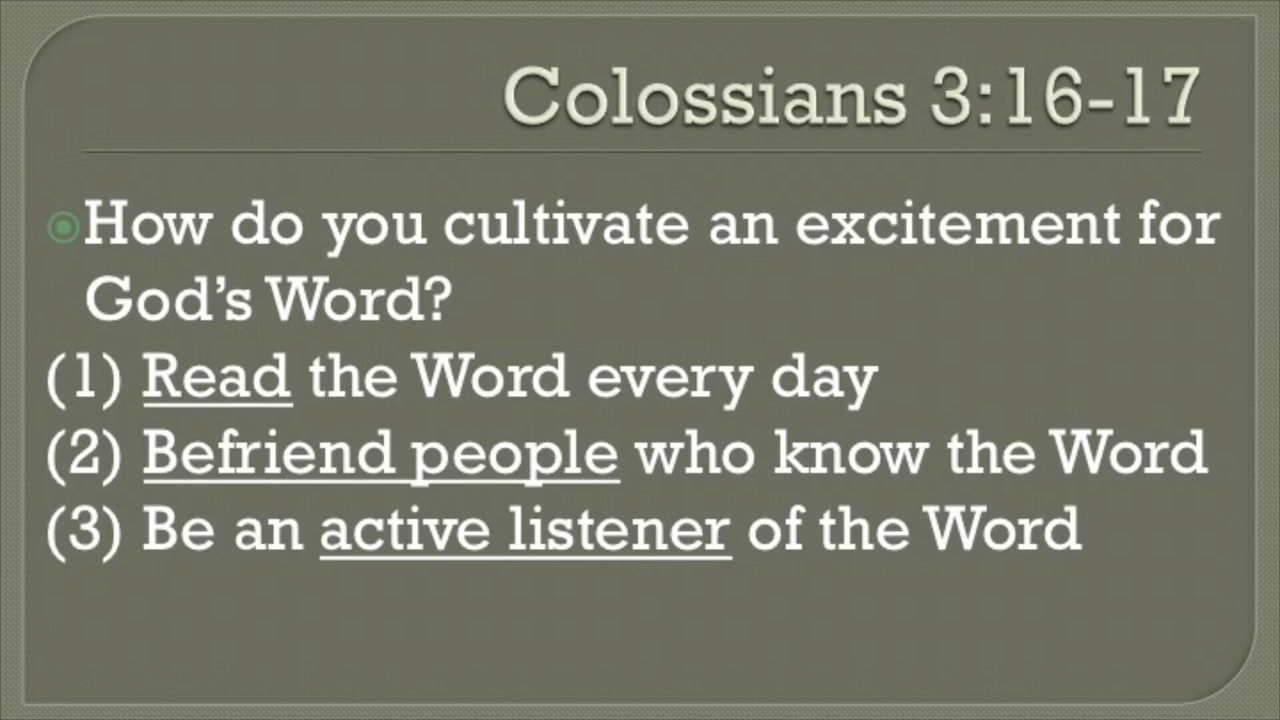 Colossians 3:16-17
How do you cultivate an excitement for
God’s Word?
(1) Read the Word every day
(2) Befriend people who know the Word
(3) Be an active listener of the Word